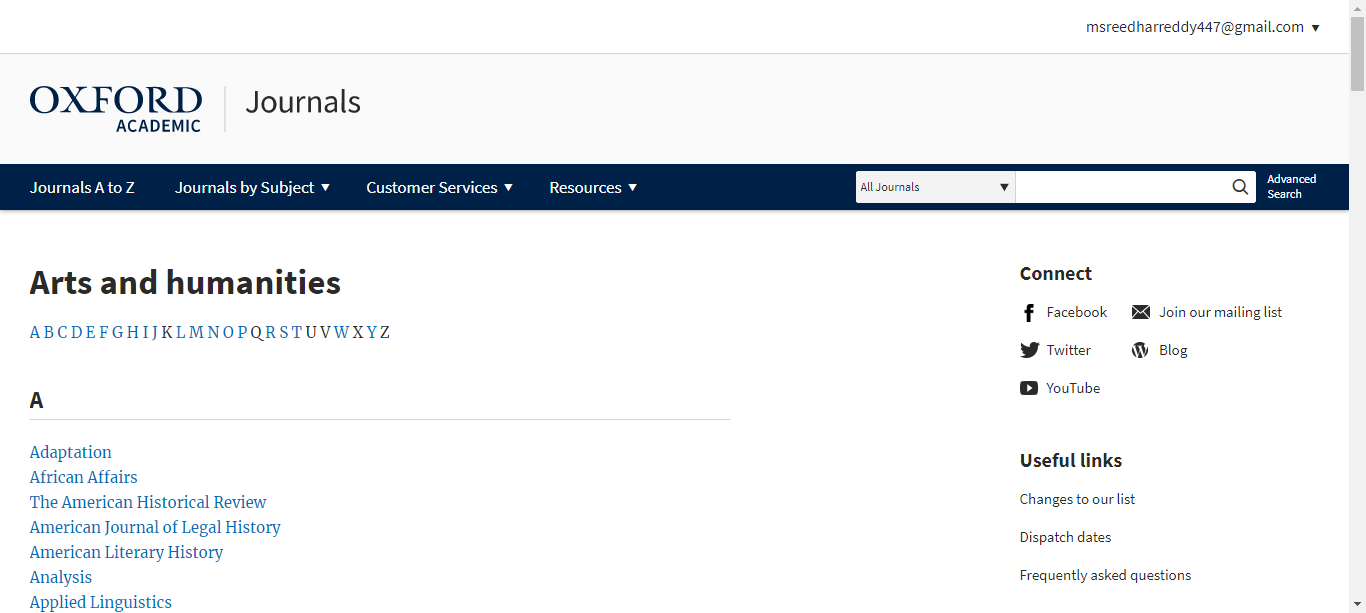 msreedharreddy447@gmail.com ▼
OXFORD
ACADEMIC
Journals
Journals A to Z
Journals by Subject ▼
Customer Services ▼
Resources ▼
All Journals ▼
Advanced
Search
Arts and humanities
A B C D E F G H I J K L M N O P Q R S T U V W X Y Z
A
Adaptation
African Affairs
The American Historical Review
American Journal of Legal History
American Literary History
Analysis
Applied Linguistics
Connect
Facebook
Join our mailing list
Twitter
Blog
YouTube
Useful links
Changes to our list
Dispatch dates
Frequently asked questions